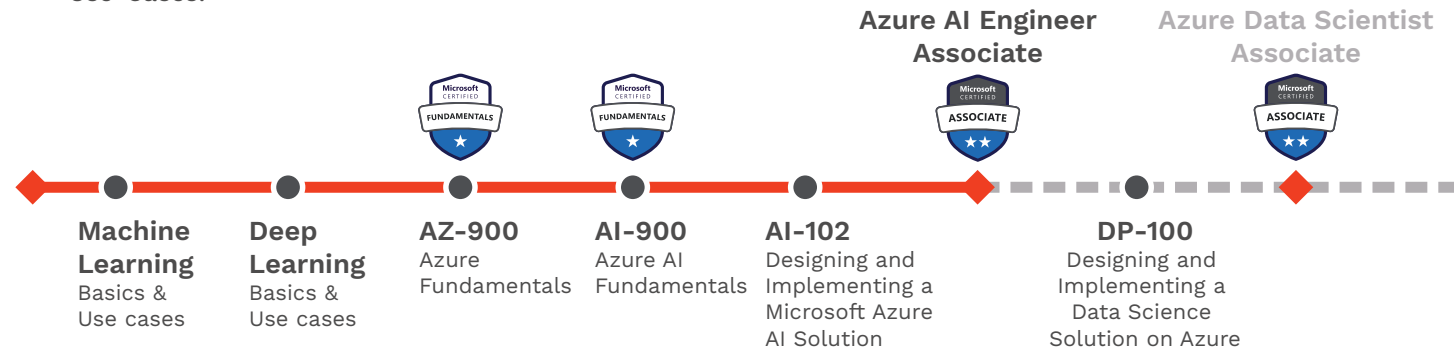 Azure AI Engineer
Associate
Azure Data Scientist
Associate
Microsoft
CERTIFIED
FUNDAMENTALS
Microsoft
CERTIFIED
FUNDAMENTALS
Microsoft
CERTIFIED
ASSOCIATE
Microsoft
CERTIFIED
ASSOCIATE
Machine
Learning
Basics &
Use cases
Deep
Learning
Basics &
Use cases
AZ-900
Azure
Fundamentals
AI-900
Azure AI
Fundamentals
AI-102
Designing and
Implementing a
Microsoft Azure
AI Solution
DP-100
Designing and
Implementing a
Data Science
Solution on Azure